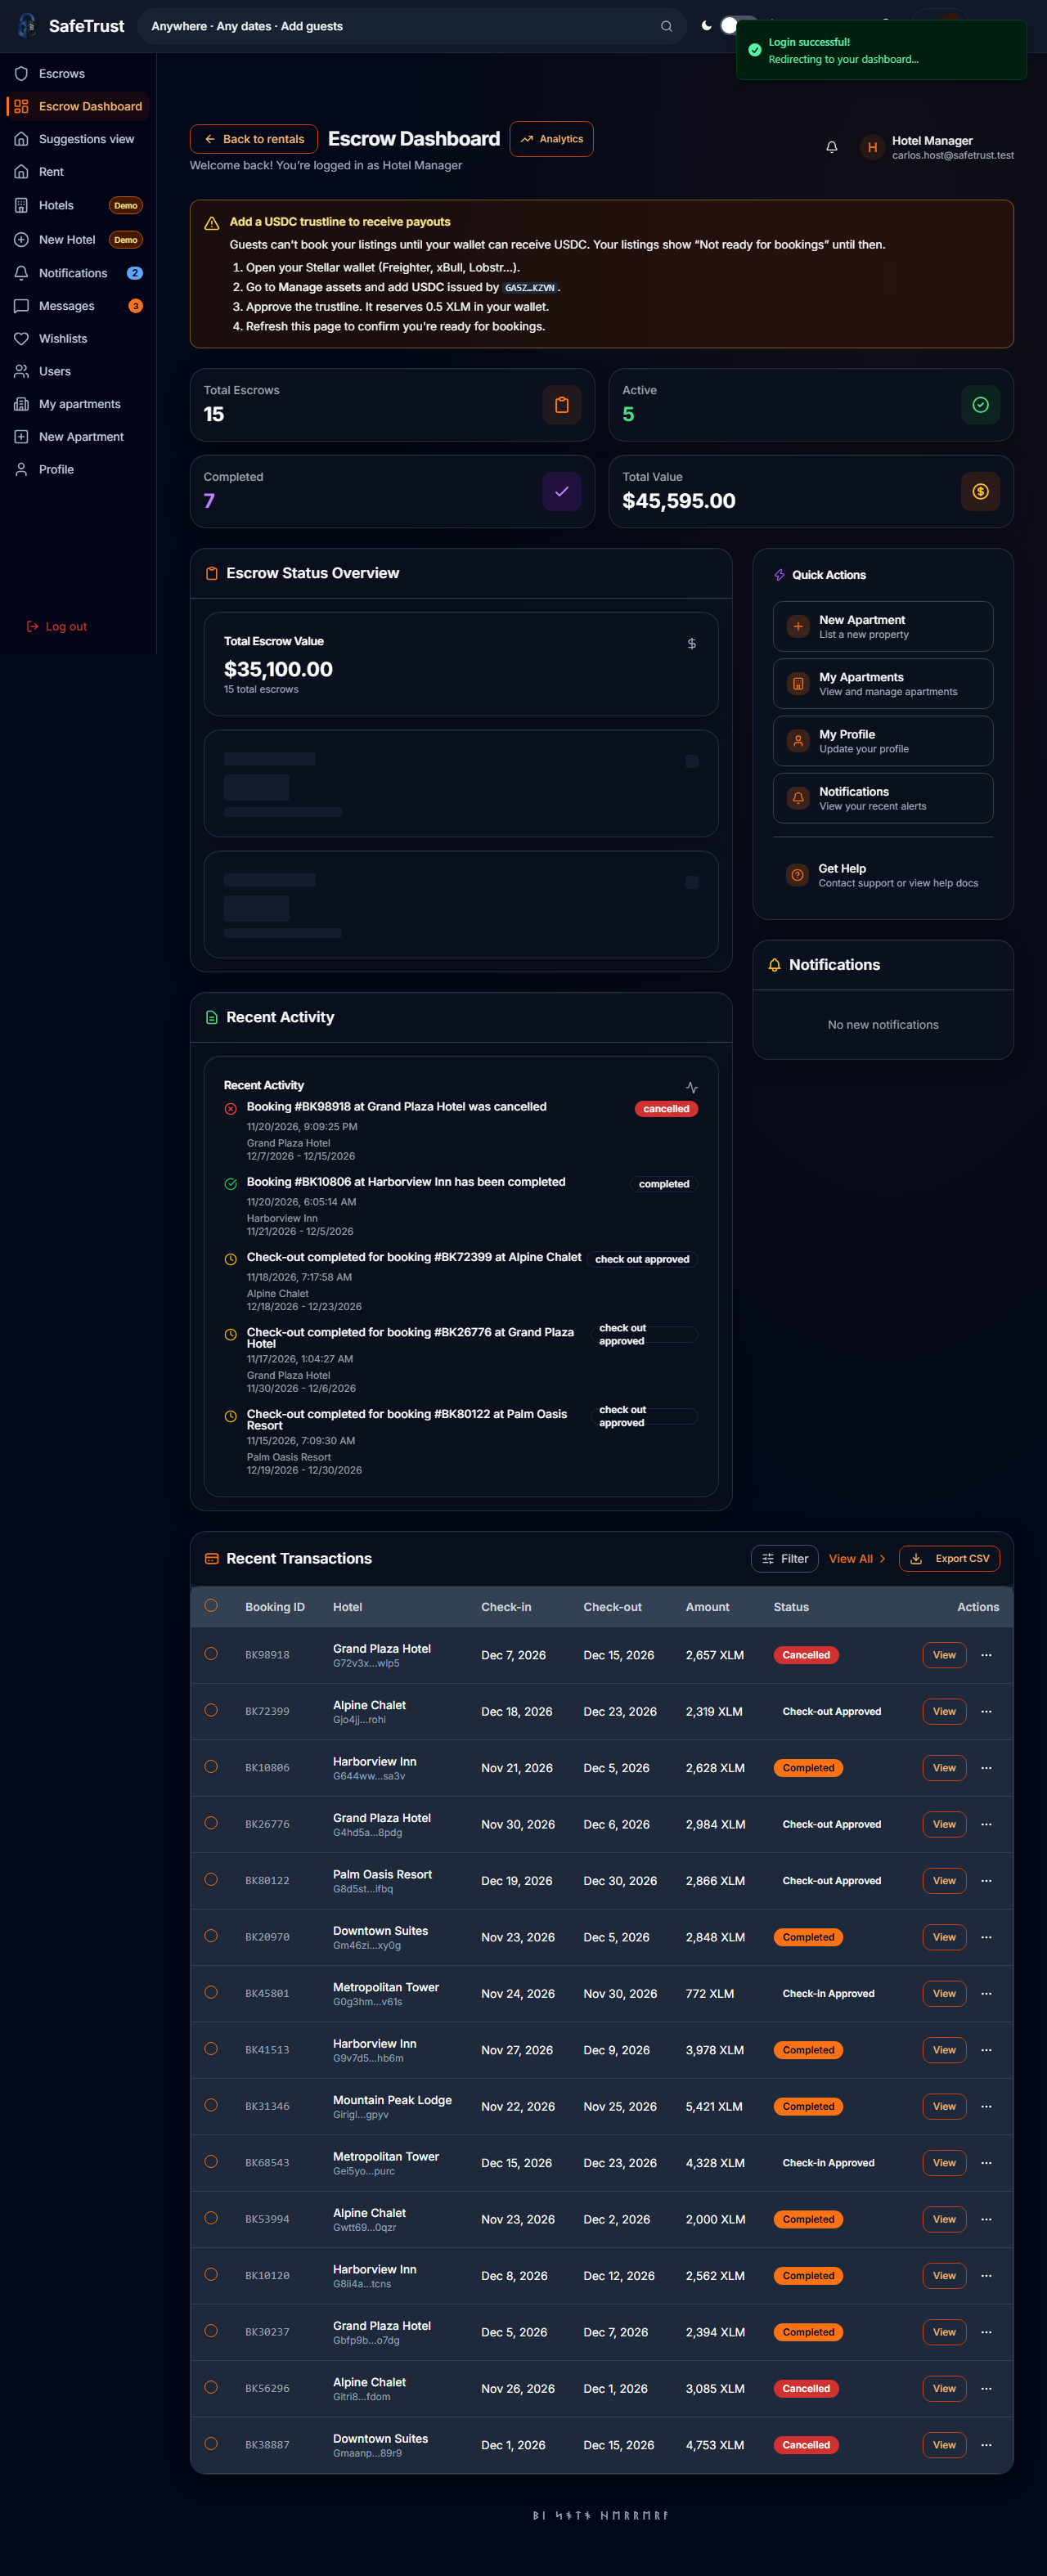 SafeTrust
Anywhere · Any dates · Add guests
Login successful!
Redirecting to your dashboard...
Escrows
Escrow Dashboard
Suggestions view
Rent
Hotels Demo
New Hotel Demo
Notifications 2
Messages 3
Wishlists
Users
My apartments
New Apartment
Profile
Log out
Back to rentals
Escrow Dashboard
Analytics
Welcome back! You're logged in as Hotel Manager
H
Hotel Manager
carlos.host@safetrust.test
Add a USDC trustline to receive payouts
Guests can't book your listings until your wallet can receive USDC. Your listings show “Not ready for bookings” until then.
1. Open your Stellar wallet (Freighter, xBull, Lobstr...).
2. Go to Manage assets and add USDC issued by GA5Z…KZVN.
3. Approve the trustline. It reserves 0.5 XLM in your wallet.
4. Refresh this page to confirm you're ready for bookings.
Total Escrows
15
Active
5
Completed
7
Total Value
$45,595.00
Escrow Status Overview
Total Escrow Value
$35,100.00
15 total escrows
Quick Actions
New Apartment
List a new property
My Apartments
View and manage apartments
My Profile
Update your profile
Notifications
View your recent alerts
Get Help
Contact support or view help docs
Notifications
No new notifications
Recent Activity
Recent Activity
Booking #BK98918 at Grand Plaza Hotel was cancelled
cancelled
11/20/2026, 9:09:25 PM
Grand Plaza Hotel
12/7/2026 - 12/15/2026
Booking #BK10806 at Harborview Inn has been completed
completed
11/20/2026, 6:05:14 AM
Harborview Inn
11/21/2026 - 12/5/2026
Check-out completed for booking #BK72399 at Alpine Chalet
check out approved
11/18/2026, 7:17:58 AM
Alpine Chalet
12/18/2026 - 12/23/2026
Check-out completed for booking #BK26776 at Grand Plaza
Hotel
check out
approved
11/17/2026, 1:04:27 AM
Grand Plaza Hotel
11/30/2026 - 12/6/2026
Check-out completed for booking #BK80122 at Palm Oasis
Resort
check out
approved
11/15/2026, 7:09:30 AM
Palm Oasis Resort
12/19/2026 - 12/30/2026
Recent Transactions
Filter
View All
Export CSV
Booking ID Hotel Check-in Check-out Amount Status Actions
BK98918 Grand Plaza Hotel Dec 7, 2026 Dec 15, 2026 2,657 XLM Cancelled View
G72v3x...wlp5
BK72399 Alpine Chalet Dec 18, 2026 Dec 23, 2026 2,319 XLM Check-out Approved View
Gjo4jj...rohi
BK10806 Harborview Inn Nov 21, 2026 Dec 5, 2026 2,628 XLM Completed View
G644ww...sa3v
BK26776 Grand Plaza Hotel Nov 30, 2026 Dec 6, 2026 2,984 XLM Check-out Approved View
G4hd5a...8pdg
BK80122 Palm Oasis Resort Dec 19, 2026 Dec 30, 2026 2,866 XLM Check-out Approved View
G8d5st...ifbq
BK20970 Downtown Suites Nov 23, 2026 Dec 5, 2026 2,848 XLM Completed View
Gm46zi...xy0g
BK45801 Metropolitan Tower Nov 24, 2026 Nov 30, 2026 772 XLM Check-in Approved View
G0g3hm...v61s
BK41513 Harborview Inn Nov 27, 2026 Dec 9, 2026 3,978 XLM Completed View
G9v7d5...hb6m
BK31346 Mountain Peak Lodge Nov 22, 2026 Nov 25, 2026 5,421 XLM Completed View
Girigl...gpyv
BK68543 Metropolitan Tower Dec 15, 2026 Dec 23, 2026 4,328 XLM Check-in Approved View
Gei5yo...purc
BK53994 Alpine Chalet Nov 23, 2026 Dec 2, 2026 2,000 XLM Completed View
Gwtt69...0qzr
BK10120 Harborview Inn Dec 8, 2026 Dec 12, 2026 2,562 XLM Completed View
G8ii4a...tcns
BK30237 Grand Plaza Hotel Dec 5, 2026 Dec 7, 2026 2,394 XLM Completed View
Gbfp9b...o7dg
BK56296 Alpine Chalet Nov 26, 2026 Dec 1, 2026 3,085 XLM Cancelled View
Gitri8...fdom
BK38887 Downtown Suites Dec 1, 2026 Dec 15, 2026 4,753 XLM Cancelled View
Gmaanp...89r9